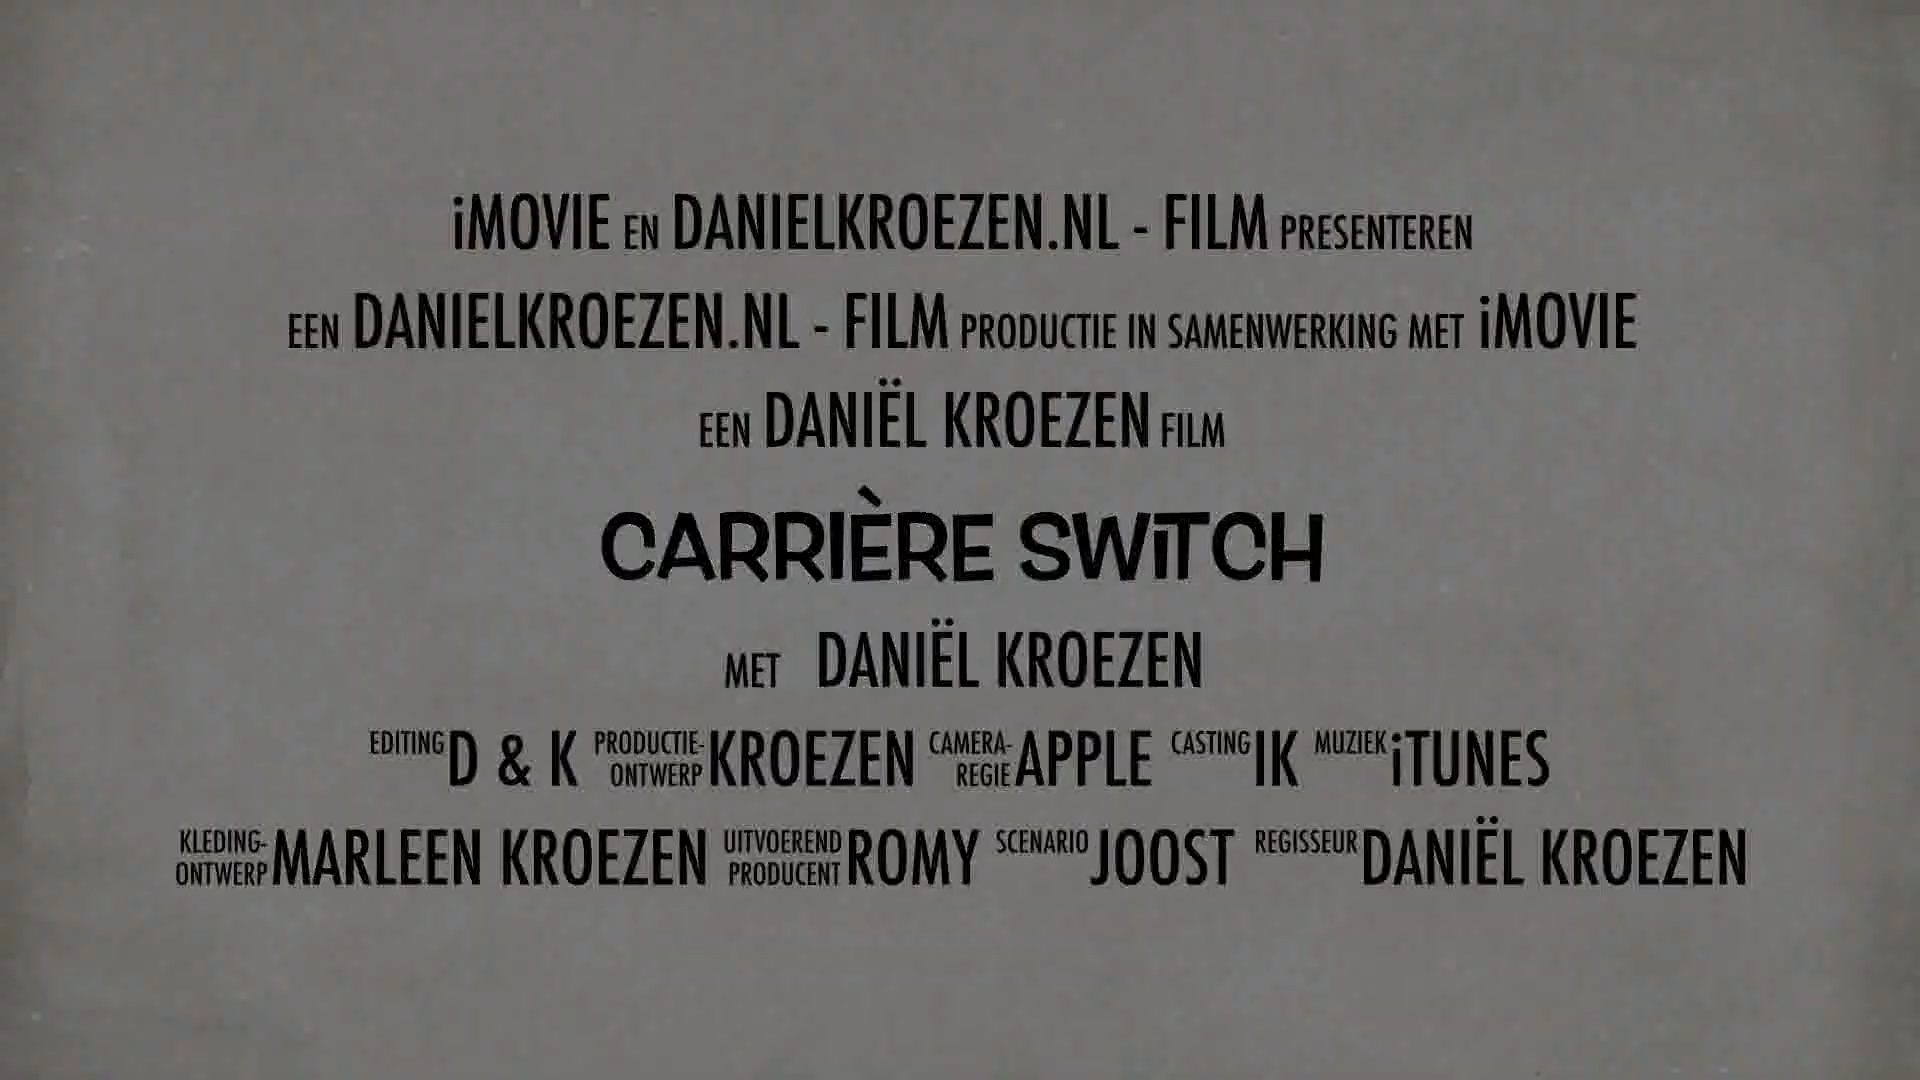 iMOVIE EN DANIELKROEZEN.NL - FILM PRESENTEREN
EEN DANIELKROEZEN.NL - FILM PRODUCTIE IN SAMENWERKING MET iMOVIE
EEN DANIËL KROEZEN FILM
CARRIÈRE SWiTCH
MET DANIËL KROEZEN
EDITING D & K PRODUCTIE-ONTWERP KROEZEN CAMERA-REGIE APPLE CASTING IK MUZIEK iTUNES
KLEDING-ONTWERP MARLEEN KROEZEN UITVOEREND PRODUCENT ROMY SCENARIO JOOST REGISSEUR DANIËL KROEZEN